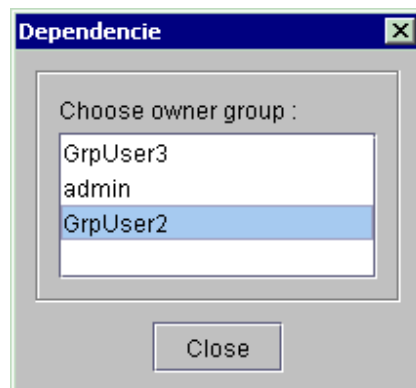 Dependencie
Choose owner group :
GrpUser3
admin
GrpUser2
Close